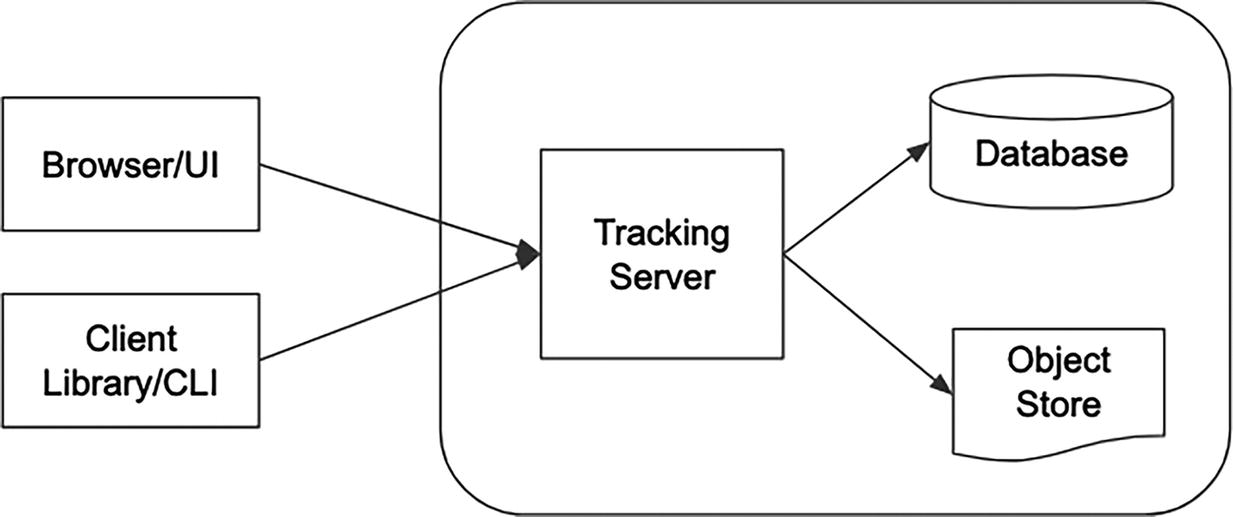 Browser/UI
Client
Library/CLI
Tracking
Server
Database
Object
Store